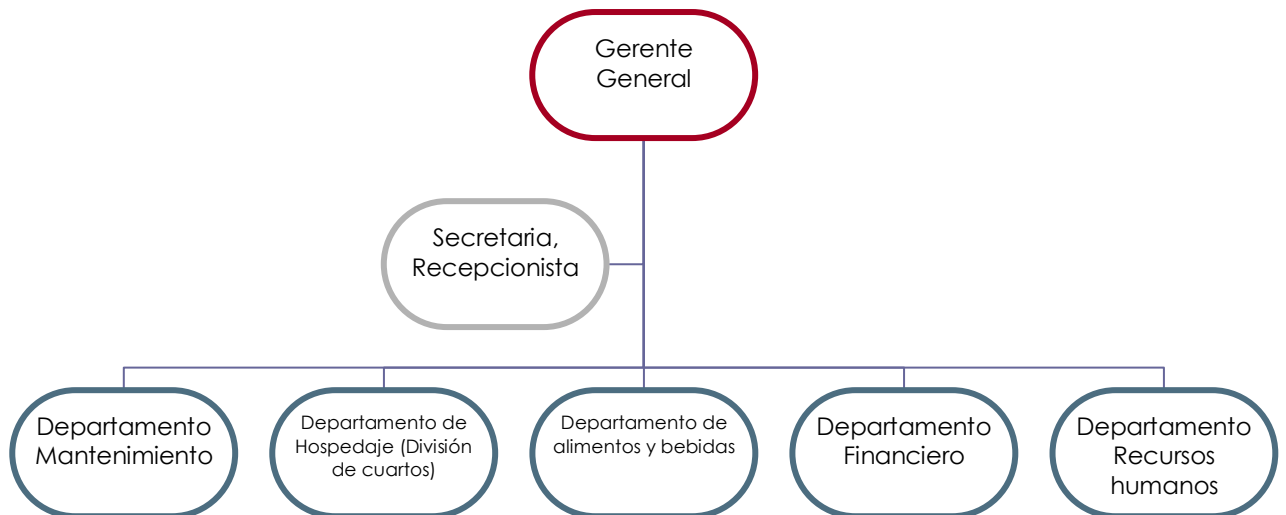 Gerente
General
Secretaria,
Recepcionista
Departamento
Mantenimiento
Departamento de
Hospedaje (División
de cuartos)
Departamento de
alimentos y bebidas
Departamento
Financiero
Departamento
Recursos
humanos